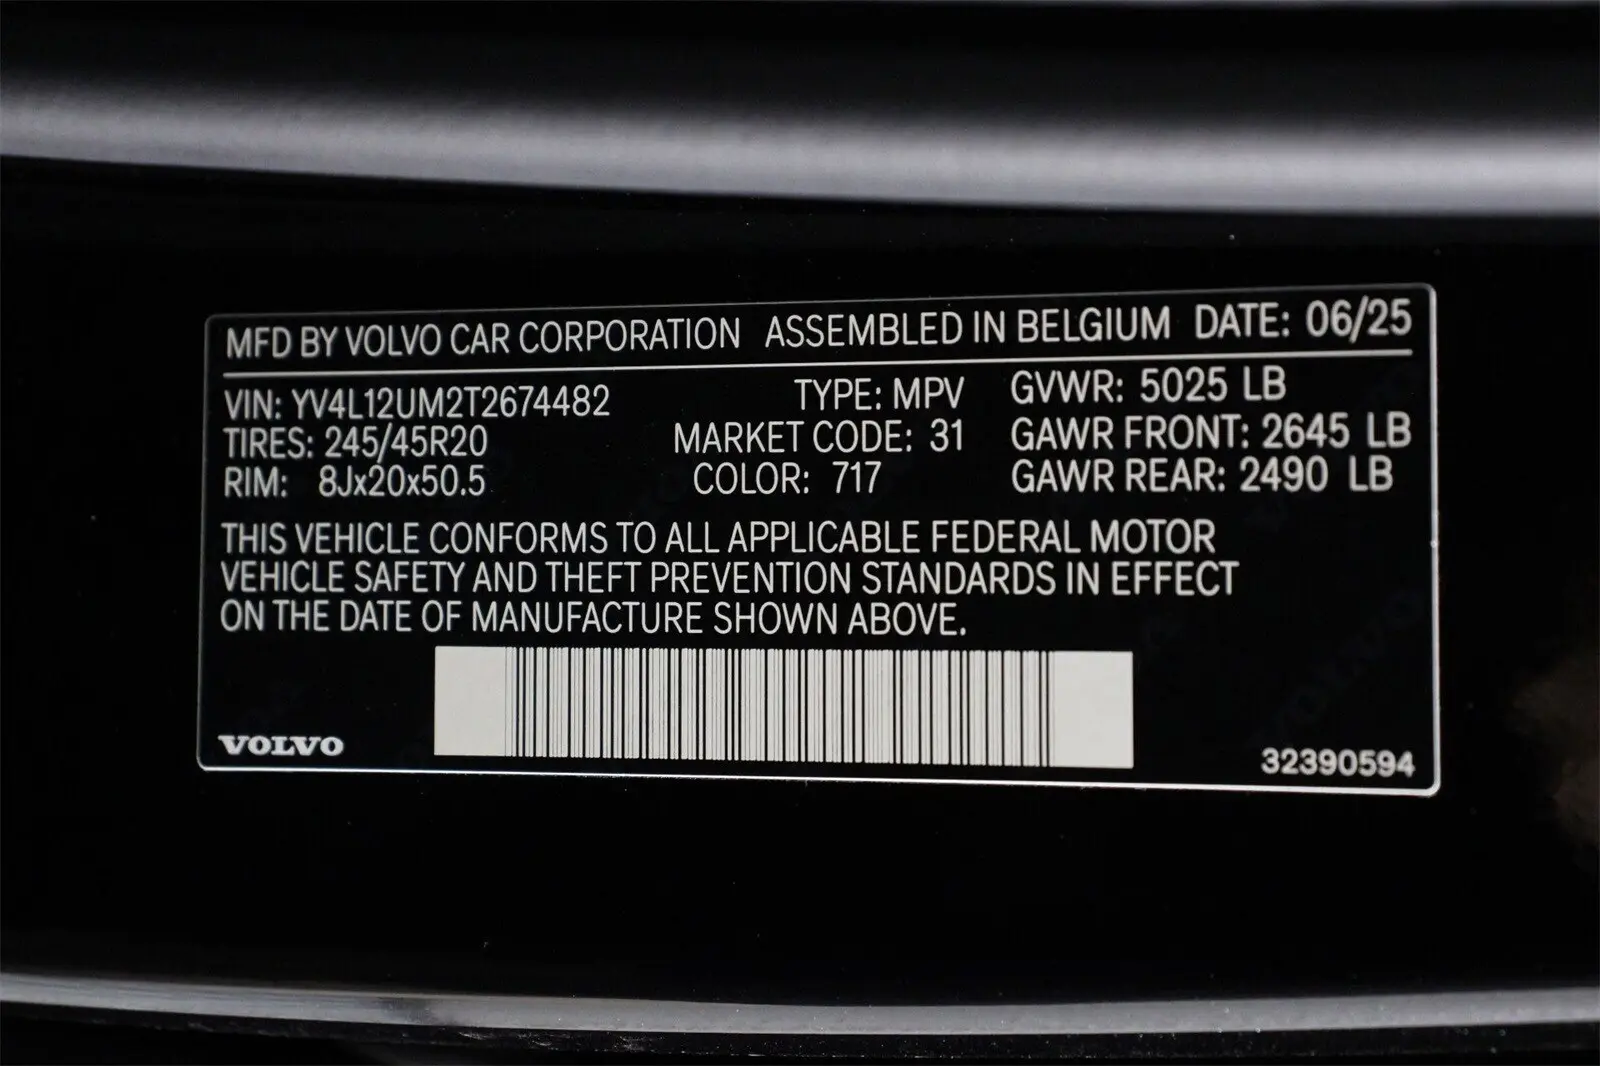 MFD BY VOLVO CAR CORPORATION ASSEMBLED IN BELGIUM DATE: 06/25
VIN: YV4L12UM2T2674482 TYPE: MPV GVWR: 5025 LB
TIRES: 245/45R20 MARKET CODE: 31 GAWR FRONT: 2645 LB
RIM: 8Jx20x50.5 COLOR: 717 GAWR REAR: 2490 LB
THIS VEHICLE CONFORMS TO ALL APPLICABLE FEDERAL MOTOR
VEHICLE SAFETY AND THEFT PREVENTION STANDARDS IN EFFECT
ON THE DATE OF MANUFACTURE SHOWN ABOVE.
VOLVO 32390594